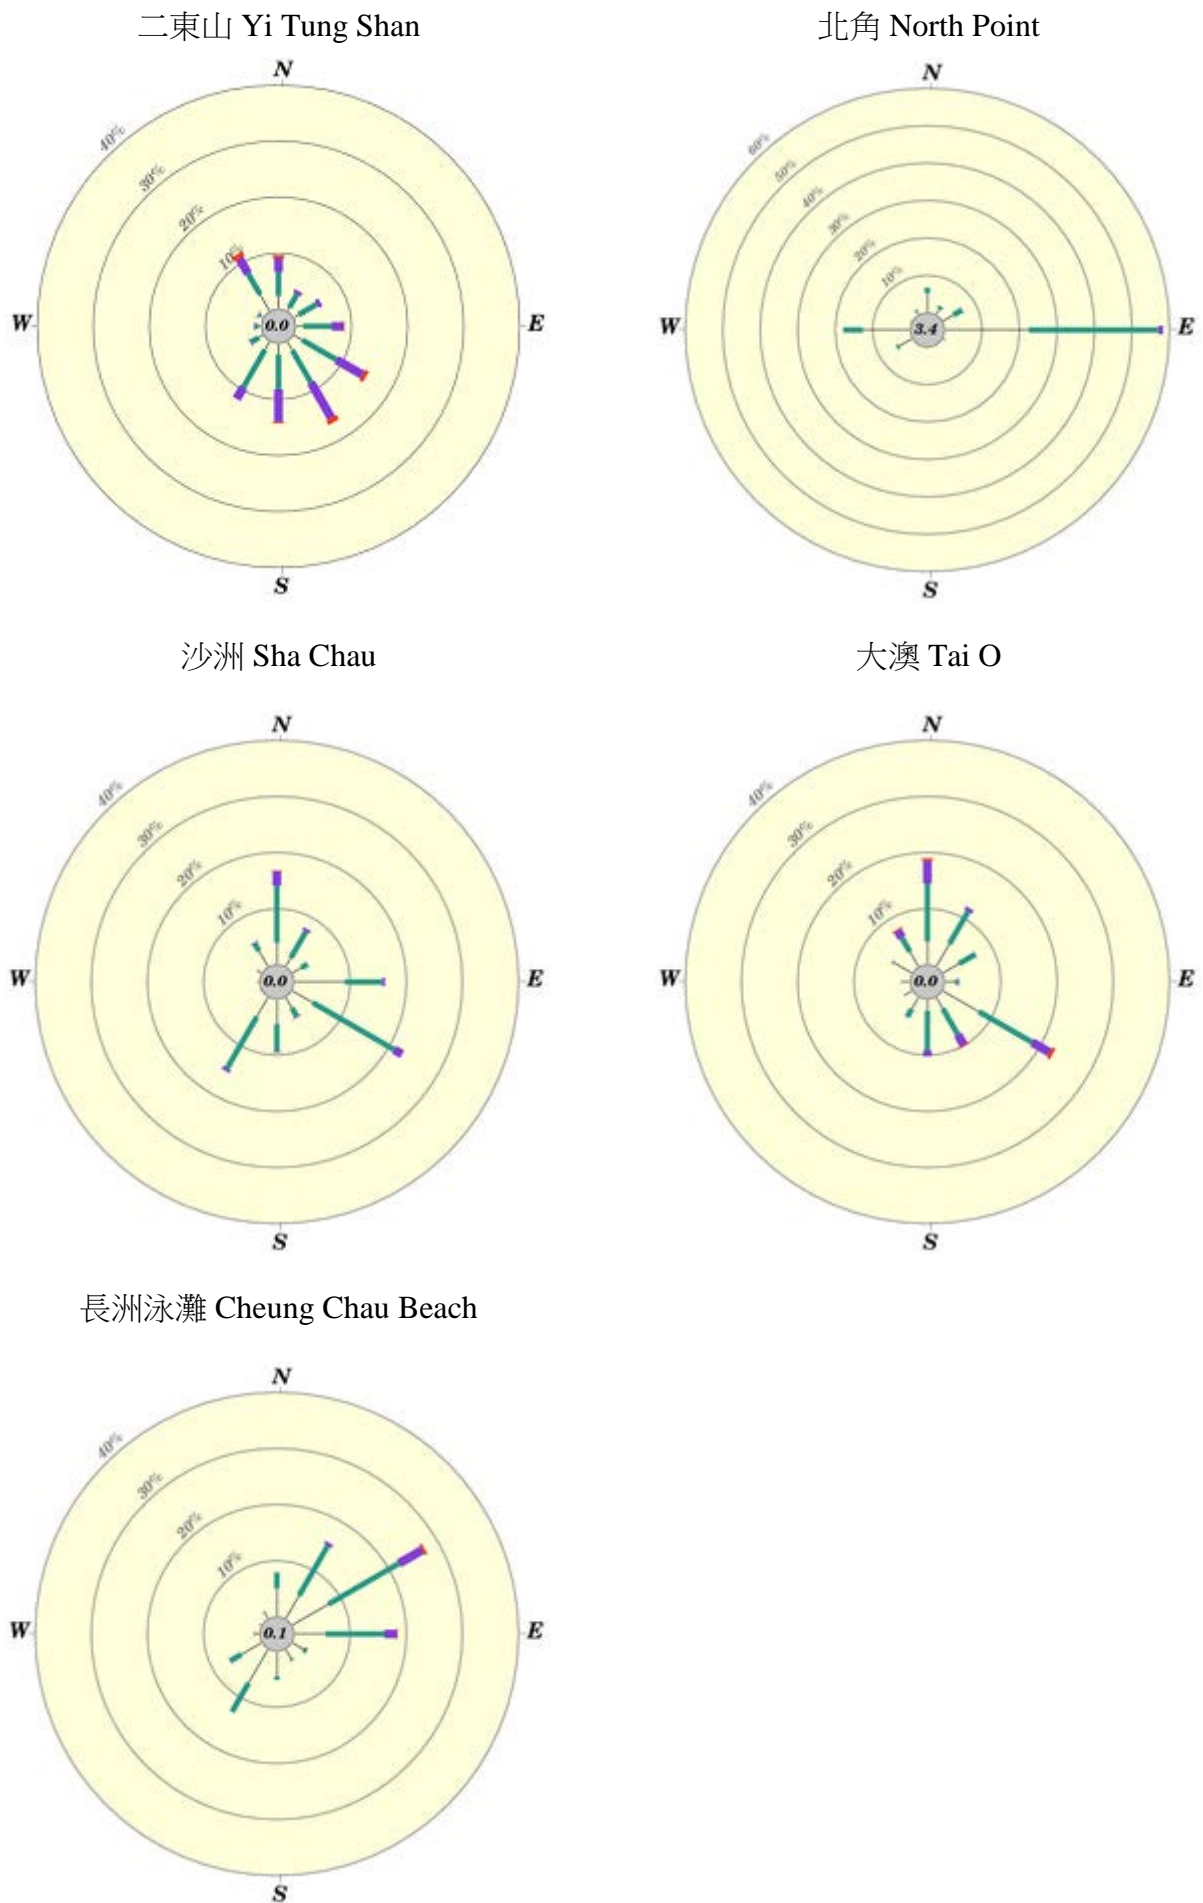 二東山 Yi Tung Shan
N
40%
30%
20%
10%
W
0.0
E
S
北角 North Point
N
60%
50%
40%
30%
20%
10%
W
3.4
E
S
沙洲 Sha Chau
N
40%
30%
20%
10%
W
0.0
E
S
大澳 Tai O
N
40%
30%
20%
10%
W
0.0
E
S
長洲泳灘 Cheung Chau Beach
N
40%
30%
20%
10%
W
0.1
E
S